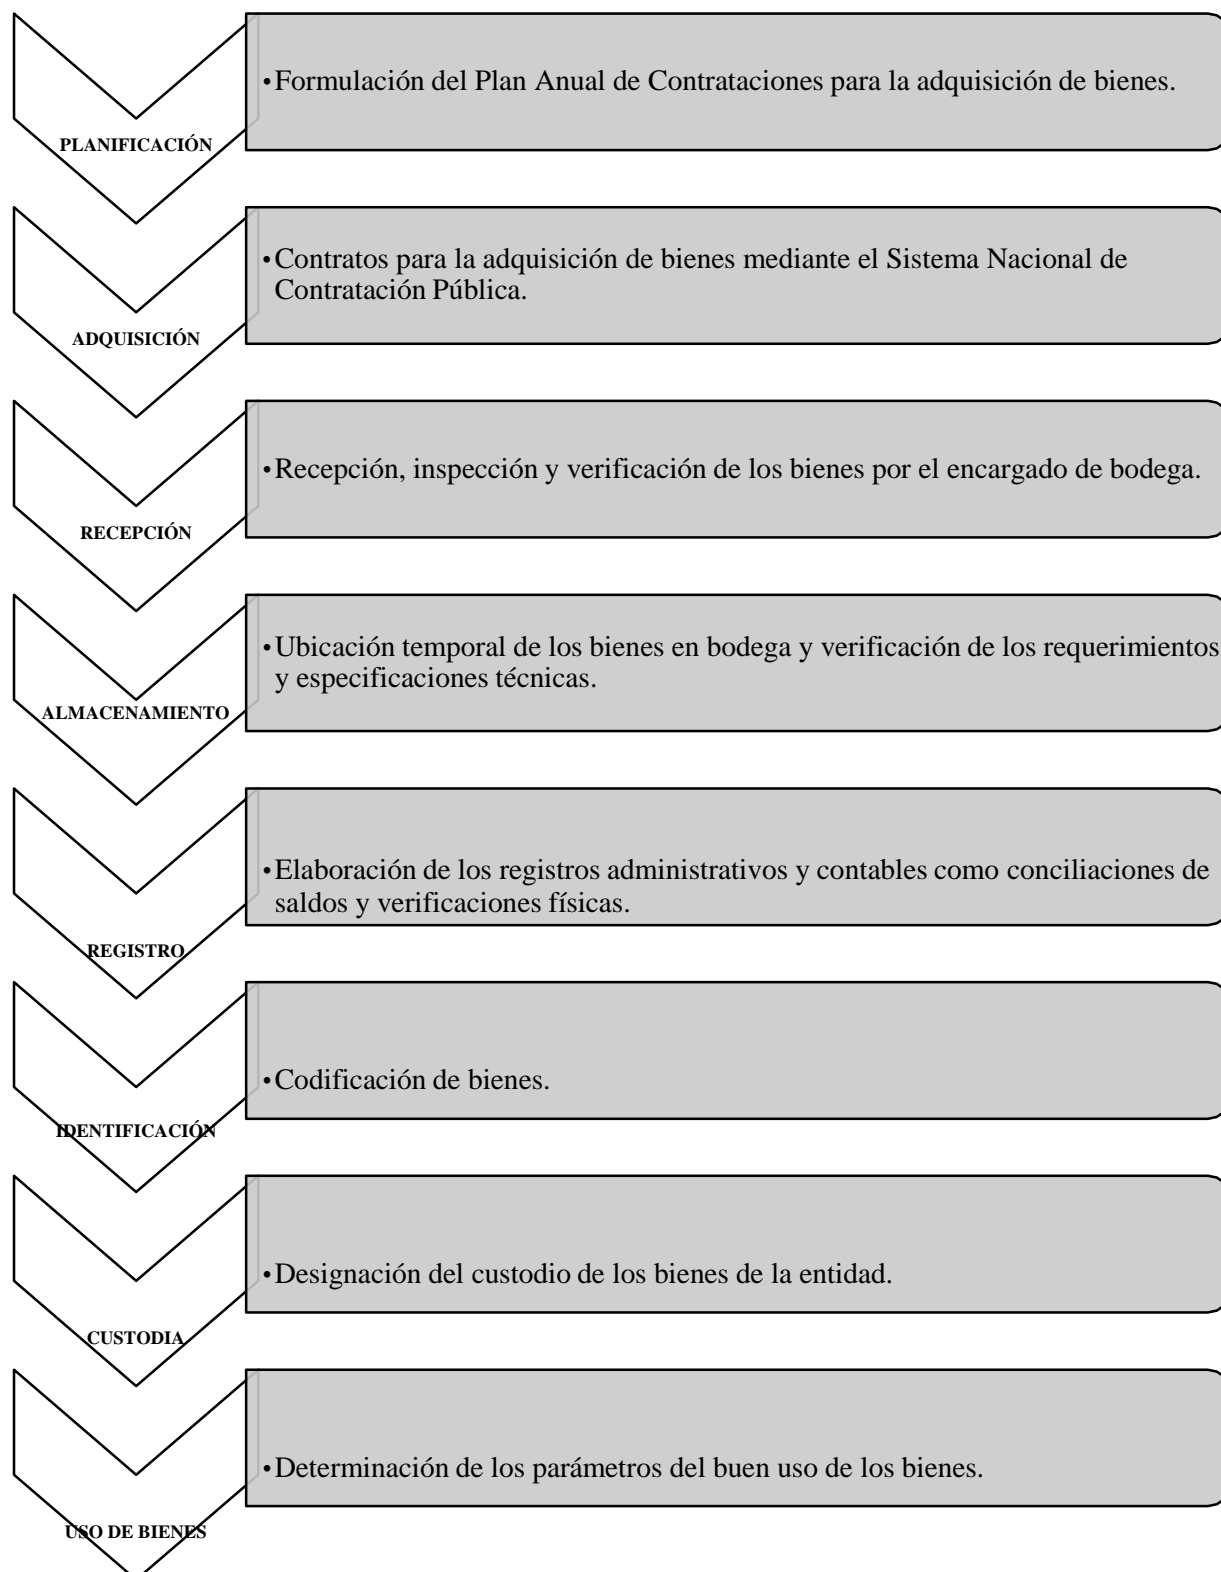 •Formulación del Plan Anual de Contrataciones para la adquisición de bienes.
PLANIFICACIÓN
•Contratos para la adquisición de bienes mediante el Sistema Nacional de
Contratación Pública.
ADQUISICIÓN
•Recepción, inspección y verificación de los bienes por el encargado de bodega.
RECEPCIÓN
•Ubicación temporal de los bienes en bodega y verificación de los requerimientos
y especificaciones técnicas.
ALMACENAMIENTO
•Elaboración de los registros administrativos y contables como conciliaciones de
saldos y verificaciones físicas.
REGISTRO
•Codificación de bienes.
IDENTIFICACIÓN
•Designación del custodio de los bienes de la entidad.
CUSTODIA
•Determinación de los parámetros del buen uso de los bienes.
USO DE BIENES